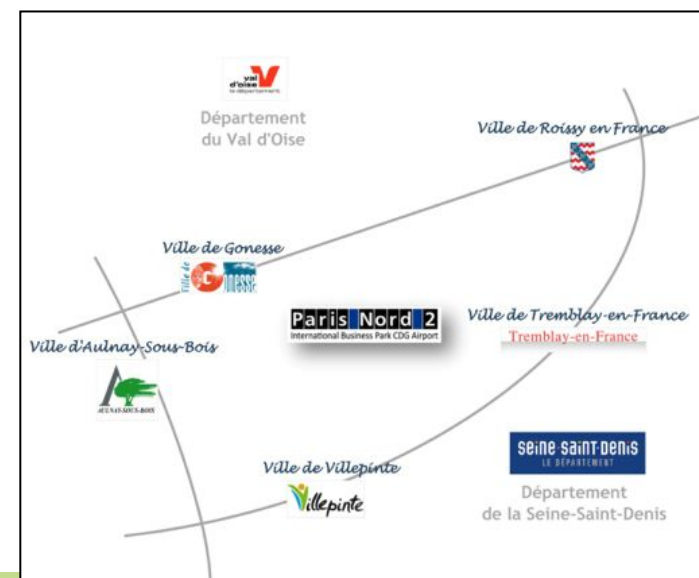 val
d'oise
le département
Département
du Val d'Oise
Ville de Roissy en France
Ville de Gonesse
Ville de
GONESSE
Paris Nord 2
International Business Park CDG Airport
Ville de Tremblay-en-France
Tremblay-en-France
Ville d'Aulnay-Sous-Bois
AULNAY-SOUS-BOIS
seine-saint-denis
LE DÉPARTEMENT
Ville de Villepinte
Villepinte
Département
de la Seine-Saint-Denis